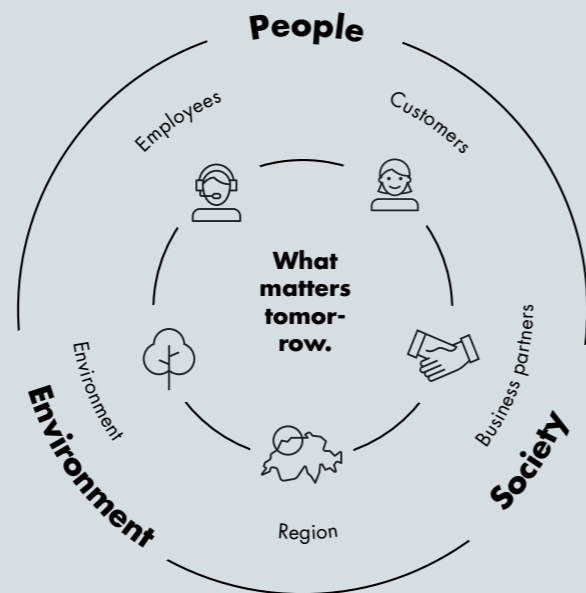 People
Employees
Customers
What
matters
tomor-
row.
Environment
Business partners
Environment
Society
Region